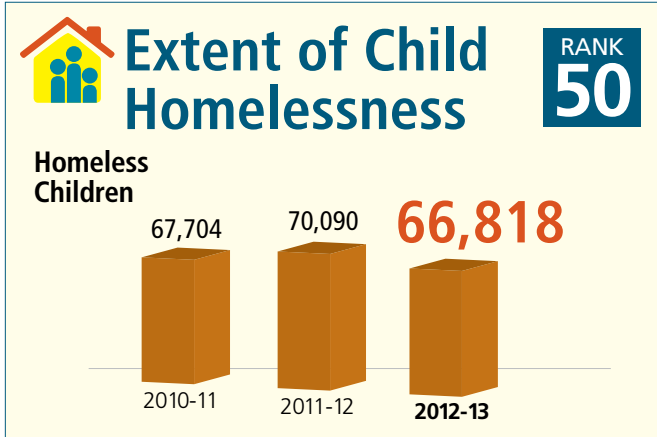 Extent of Child
Homelessness
RANK
50
Homeless
Children
67,704
70,090
66,818
2010-11
2011-12
2012-13